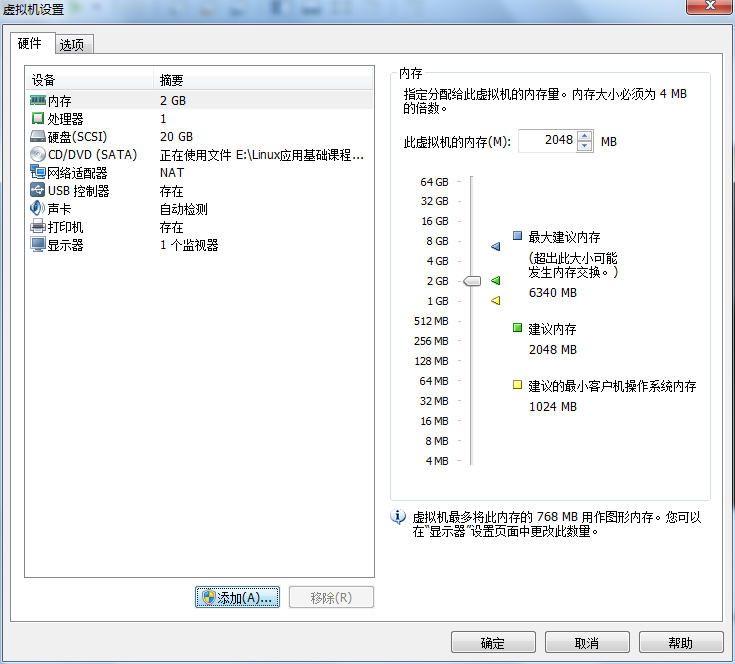 虚拟机设置
硬件 选项
设备 摘要
内存 2 GB
处理器 1
硬盘(SCSI) 20 GB
CD/DVD (SATA) 正在使用文件 E:\Linux应用基础课程...
网络适配器 NAT
USB 控制器 存在
声卡 自动检测
打印机 存在
显示器 1 个监视器
添加(A)... 移除(R)
内存
指定分配给此虚拟机的内存量。内存大小必须为 4 MB
的倍数。
此虚拟机的内存(M): 2048 MB
64 GB
32 GB
16 GB
8 GB
4 GB
2 GB
1 GB
512 MB
256 MB
128 MB
64 MB
32 MB
16 MB
8 MB
4 MB
最大建议内存
(超出此大小可能
发生内存交换。)
6340 MB
建议内存
2048 MB
建议的最小客户机操作系统内存
1024 MB
虚拟机最多将此内存的 768 MB 用作图形内存。您可以
在“显示器”设置页面中更改此数量。
确定 取消 帮助